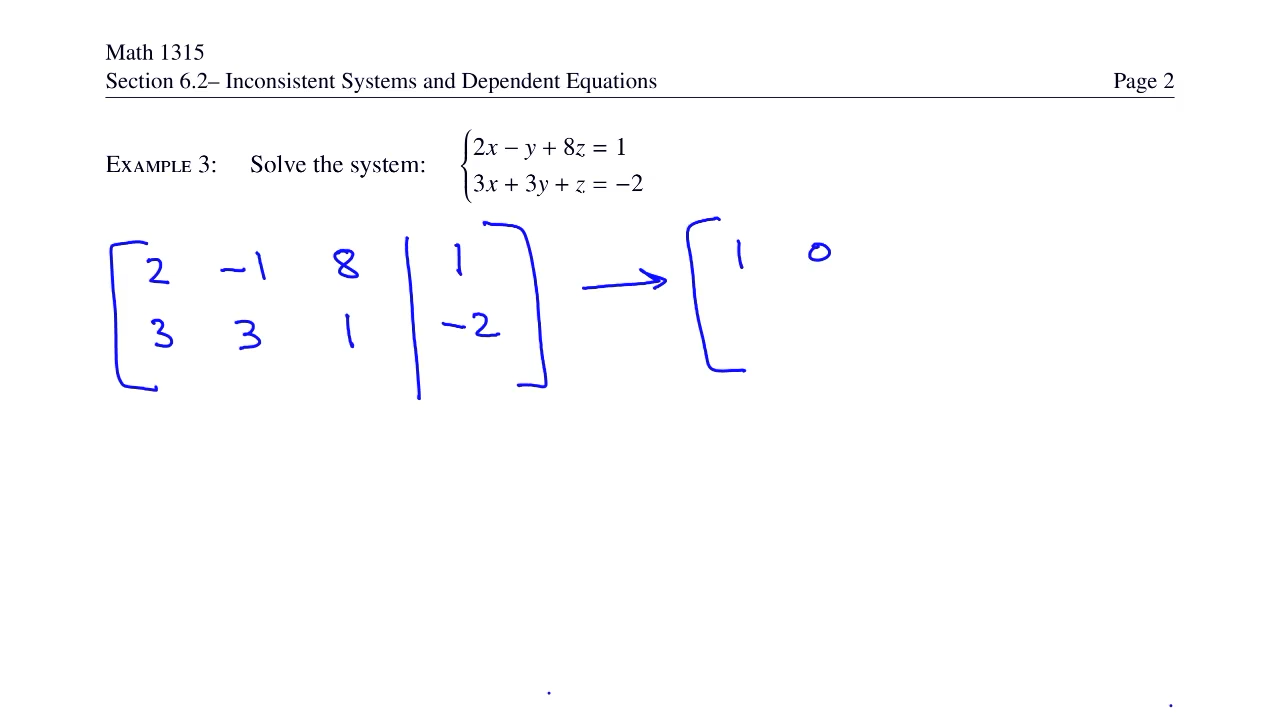 Math 1315
Section 6.2– Inconsistent Systems and Dependent Equations Page 2
Example 3: Solve the system: {2x − y + 8z = 1
3x + 3y + z = −2
[2 -1 8 | 1] → [1 0
3 3 1 | -2